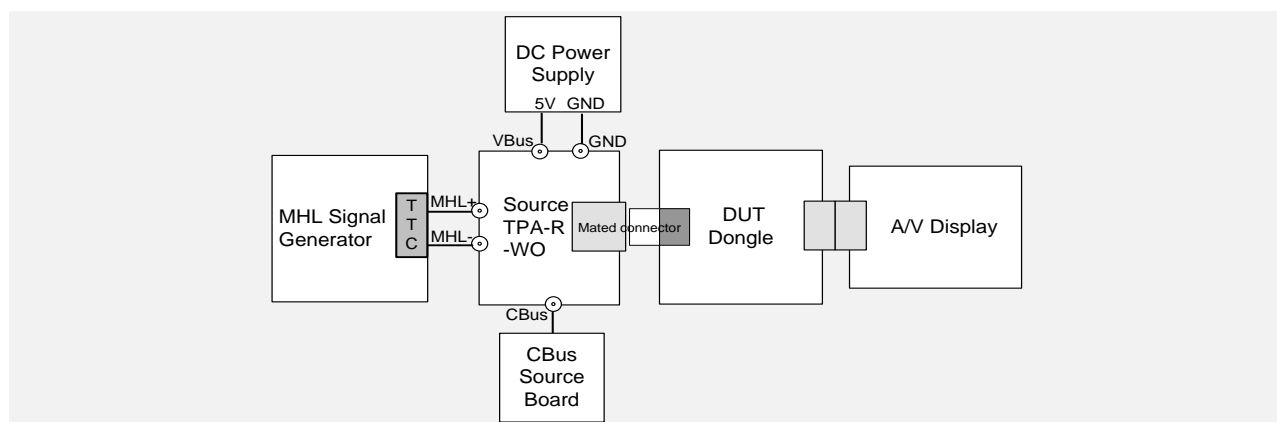 DC Power
Supply
5V GND
VBus
GND
MHL Signal
Generator
T
T
C
MHL+
MHL-
Source
TPA-R
-WO
Mated connector
DUT
Dongle
A/V Display
CBus
CBus
Source
Board